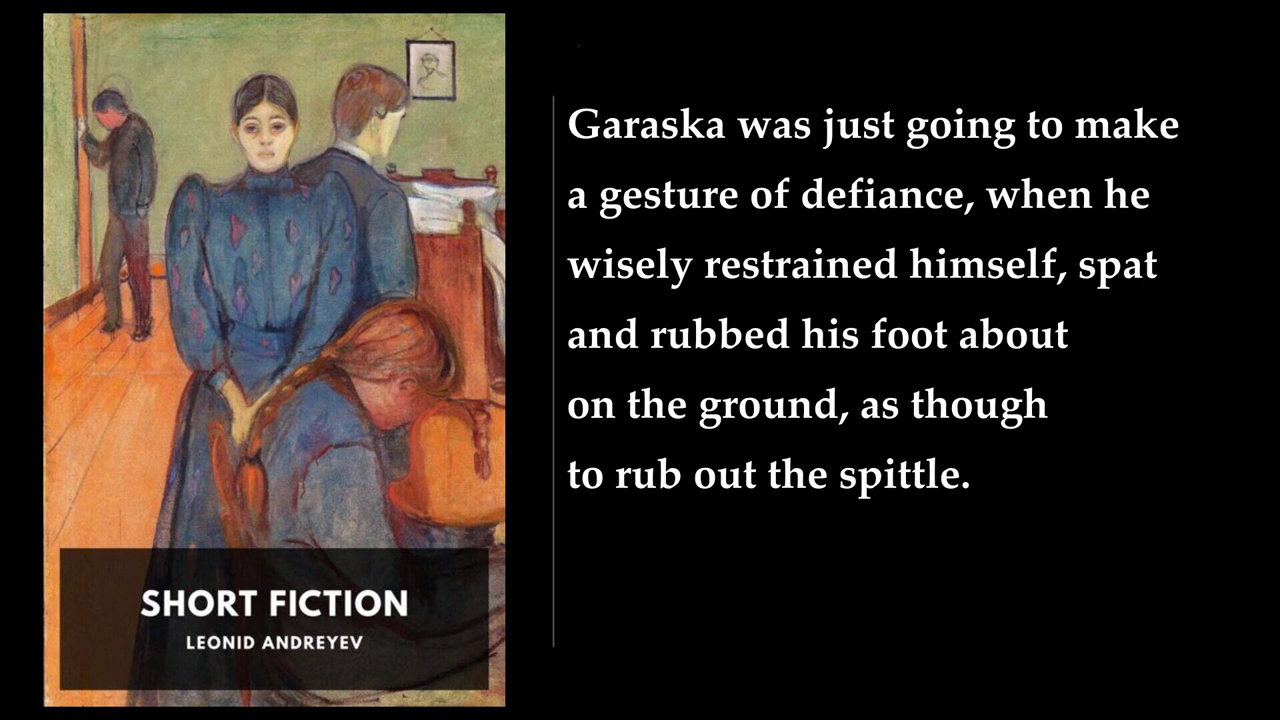 Garaska was just going to make
a gesture of defiance, when he
wisely restrained himself, spat
and rubbed his foot about
on the ground, as though
to rub out the spittle.
SHORT FICTION
LEONID ANDREYEV